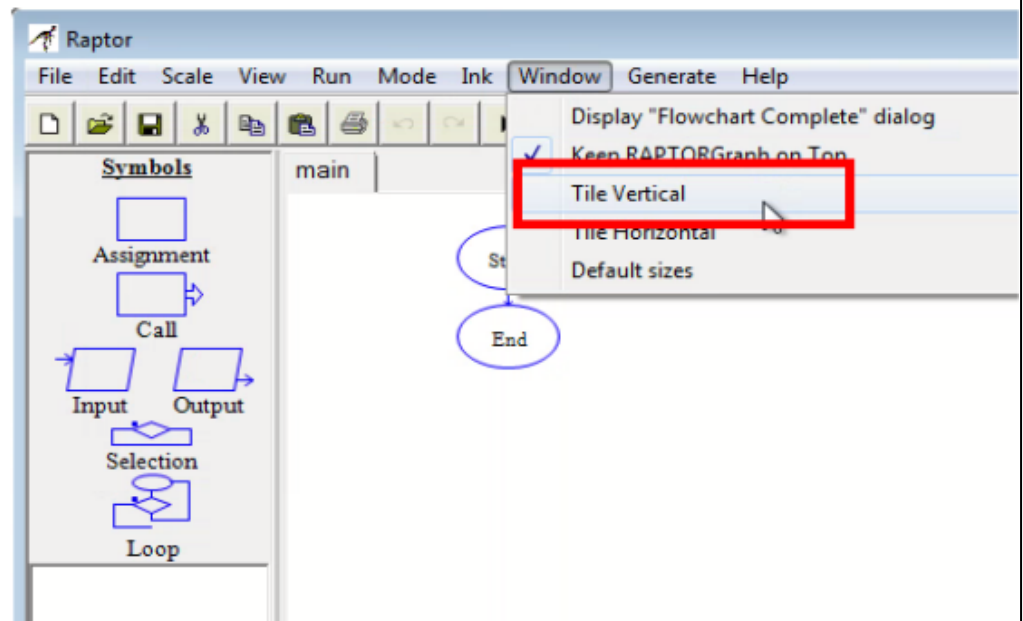 Raptor
File Edit Scale View Run Mode Ink Window Generate Help
Display "Flowchart Complete" dialog
Keep RAPTORGraph on Top
Tile Vertical
Tile Horizontal
Default sizes
Symbols
main
Assignment
Call
Input Output
Selection
Loop
St
End